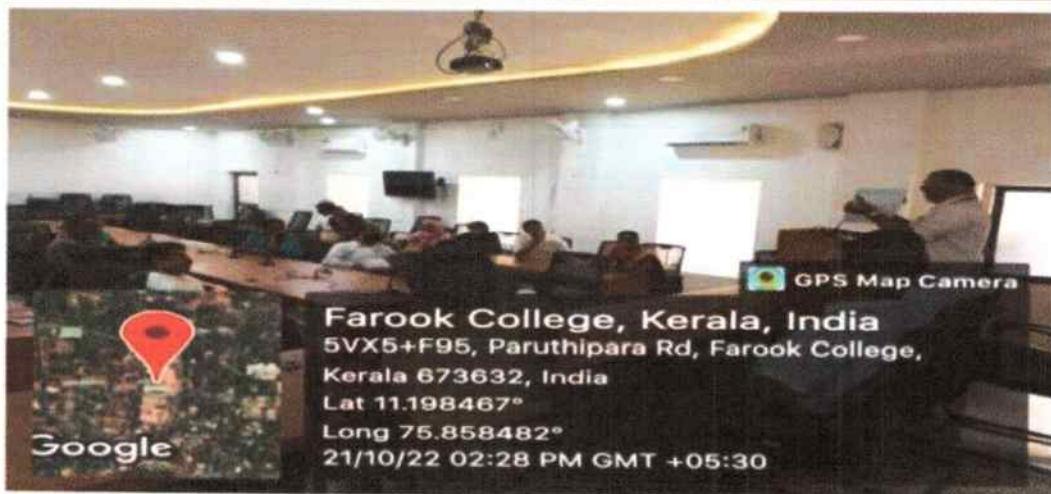 GPS Map Camera
Farook College, Kerala, India
5VX5+F95, Paruthipara Rd, Farook College,
Kerala 673632, India
Lat 11.198467°
Long 75.858482°
21/10/22 02:28 PM GMT +05:30
Google